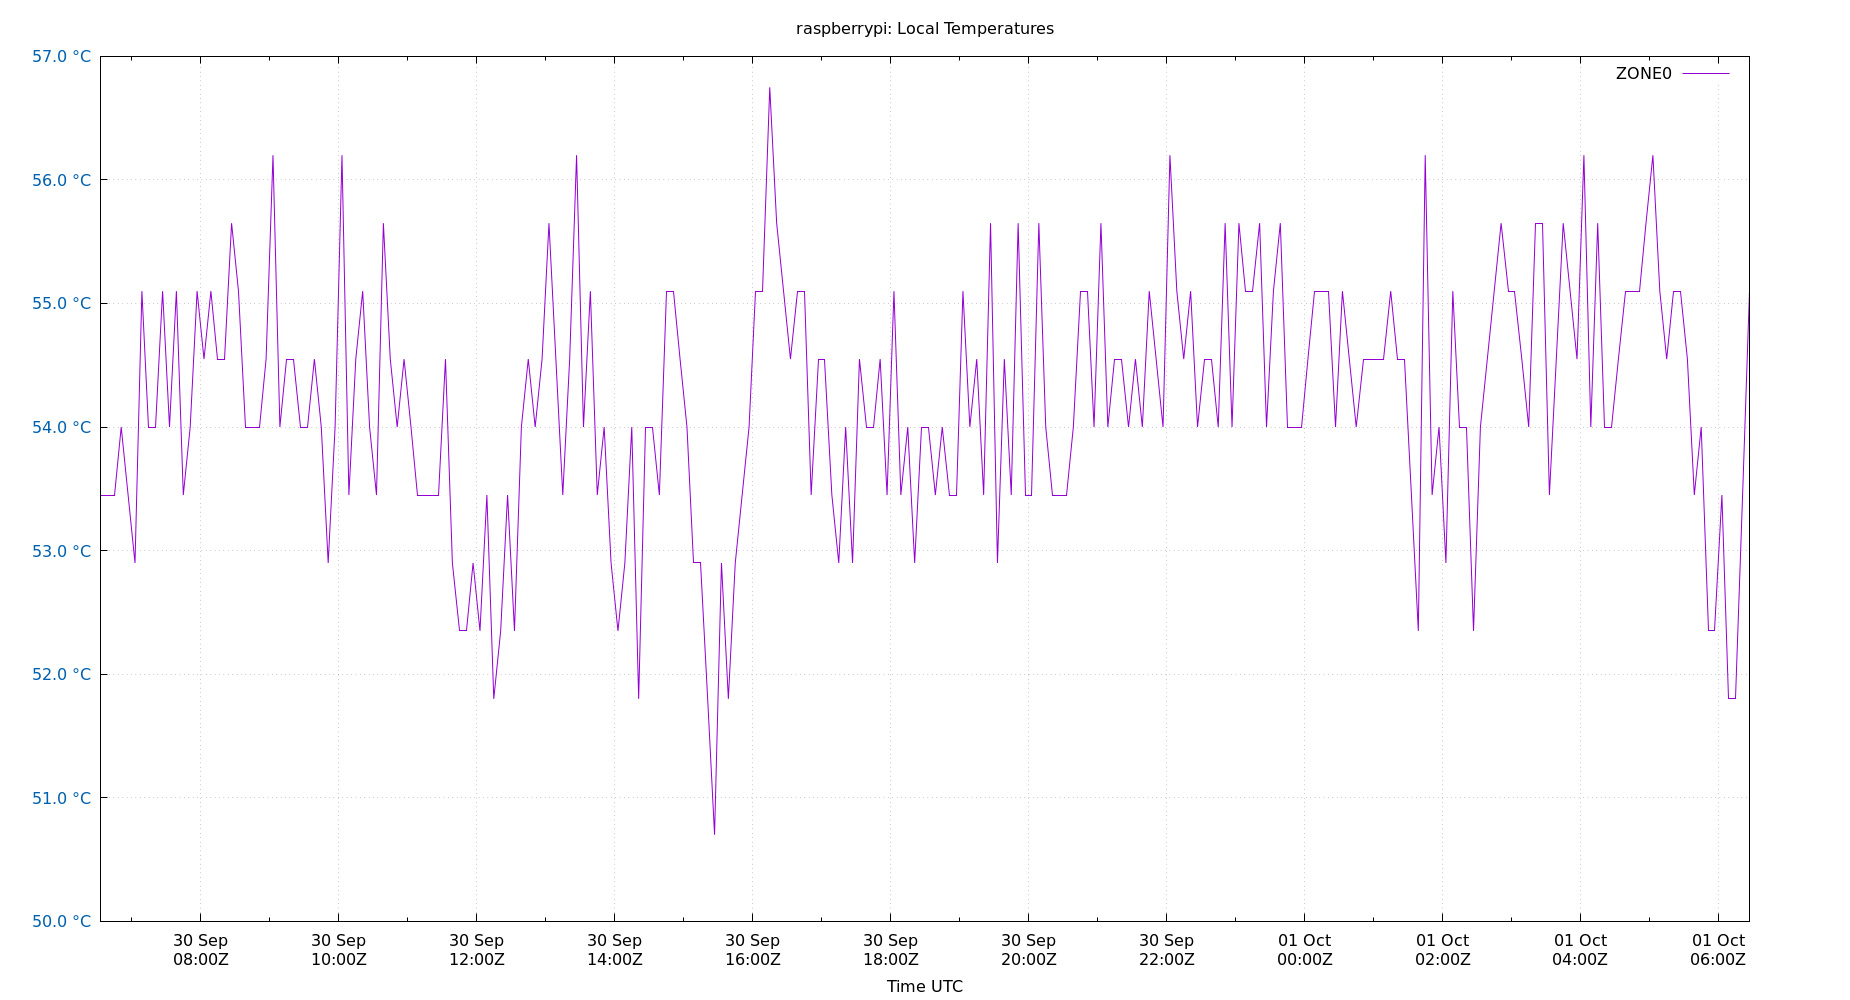 raspberrypi: Local Temperatures
57.0 °C
ZONE0
56.0 °C
55.0 °C
54.0 °C
53.0 °C
52.0 °C
51.0 °C
50.0 °C
30 Sep 30 Sep 30 Sep 30 Sep 30 Sep 30 Sep 30 Sep 30 Sep 01 Oct 01 Oct 01 Oct 01 Oct
08:00Z 10:00Z 12:00Z 14:00Z 16:00Z 18:00Z 20:00Z 22:00Z 00:00Z 02:00Z 04:00Z 06:00Z
Time UTC